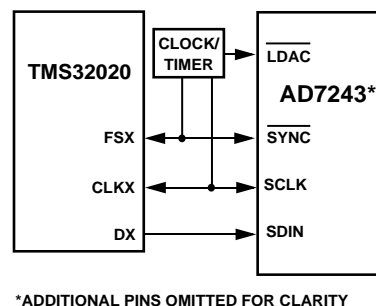 CLOCK/
TIMER
TMS32020
LDAC
AD7243*
FSX
SYNC
CLKX
SCLK
DX
SDIN
*ADDITIONAL PINS OMITTED FOR CLARITY